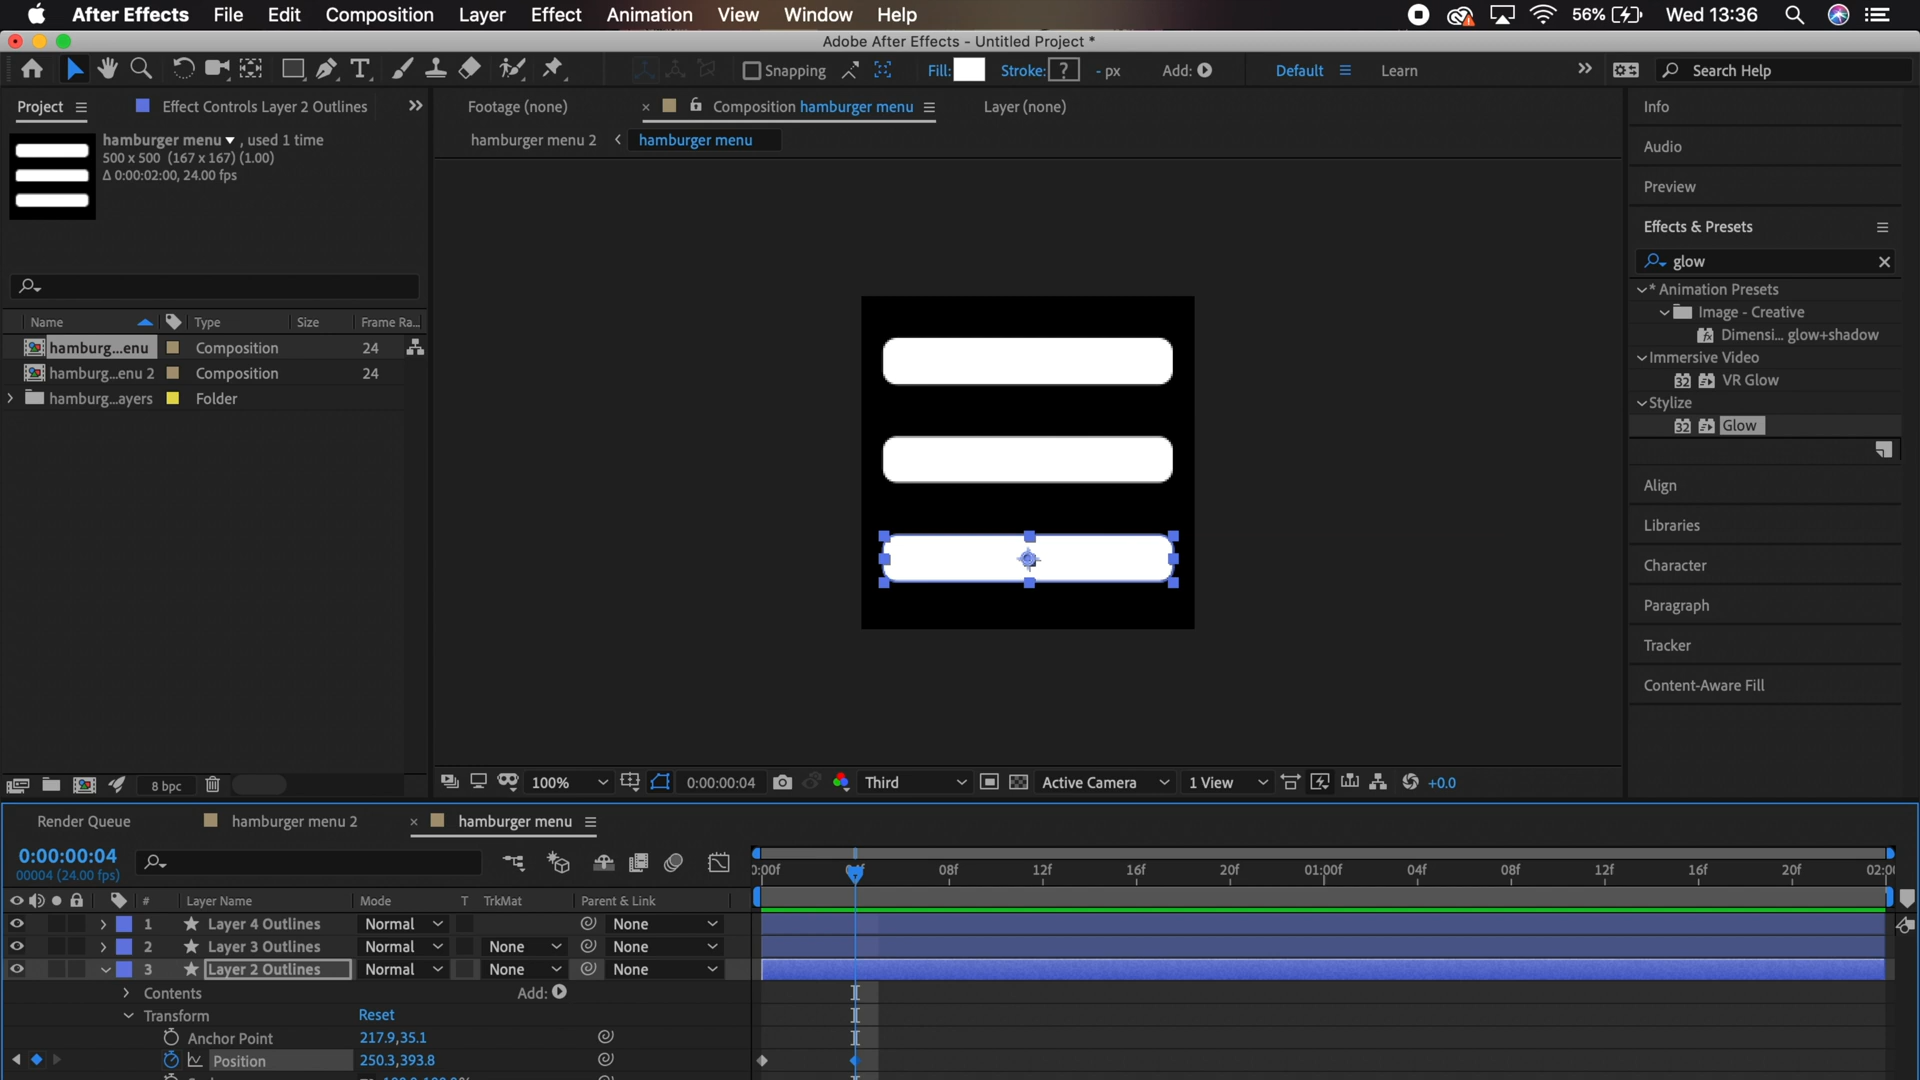 After Effects File Edit Composition Layer Effect Animation View Window Help 56% Wed 13:36
Adobe After Effects - Untitled Project *
Snapping Fill: Stroke: ? - px Add: Default Learn Search Help
Project Effect Controls Layer 2 Outlines Footage (none) Composition hamburger menu Layer (none) Info
hamburger menu , used 1 time
500 x 500 (167 x 167) (1.00)
Δ 0:00:02:00, 24.00 fps
hamburger menu 2 hamburger menu
Audio
Preview
Effects & Presets
glow
* Animation Presets
Image - Creative
Dimensi... glow+shadow
Immersive Video
32 VR Glow
Stylize
32 Glow
Align
Libraries
Character
Paragraph
Tracker
Content-Aware Fill
Name Type Size Frame Ra...
hamburg...enu Composition 24
hamburg...enu 2 Composition 24
hamburg...ayers Folder
8 bpc 100% 0:00:00:04 Third Active Camera 1 View +0.0
Render Queue hamburger menu 2 hamburger menu
0:00:00:04
00004 (24.00 fps)
0:00f 08f 12f 16f 20f 01:00f 04f 08f 12f 16f 20f 02:0
# Layer Name Mode T TrkMat Parent & Link
1 Layer 4 Outlines Normal None
2 Layer 3 Outlines Normal None None
3 Layer 2 Outlines Normal None None
Contents Add:
Transform Reset
Anchor Point 217.9,35.1
Position 250.3,393.8